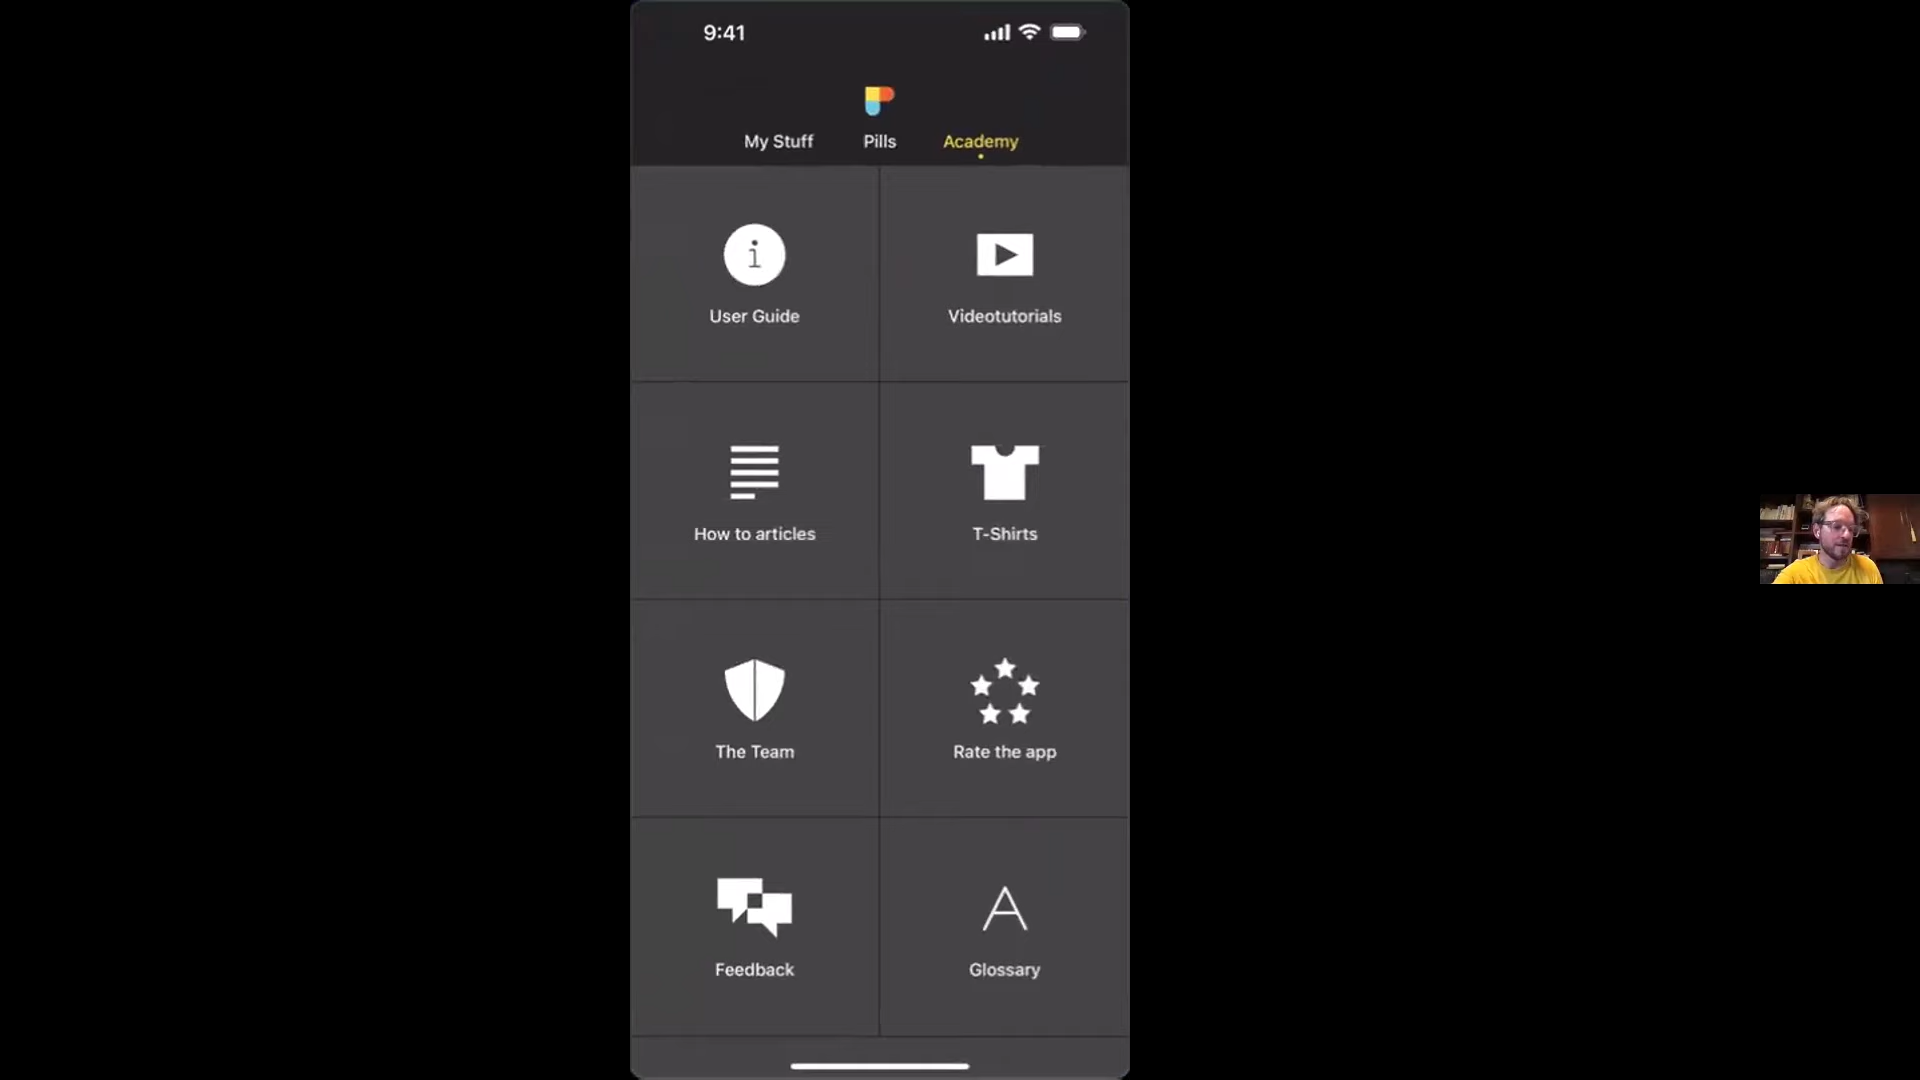 9:41
My Stuff Pills Academy
User Guide Videotutorials
How to articles T-Shirts
The Team Rate the app
Feedback Glossary